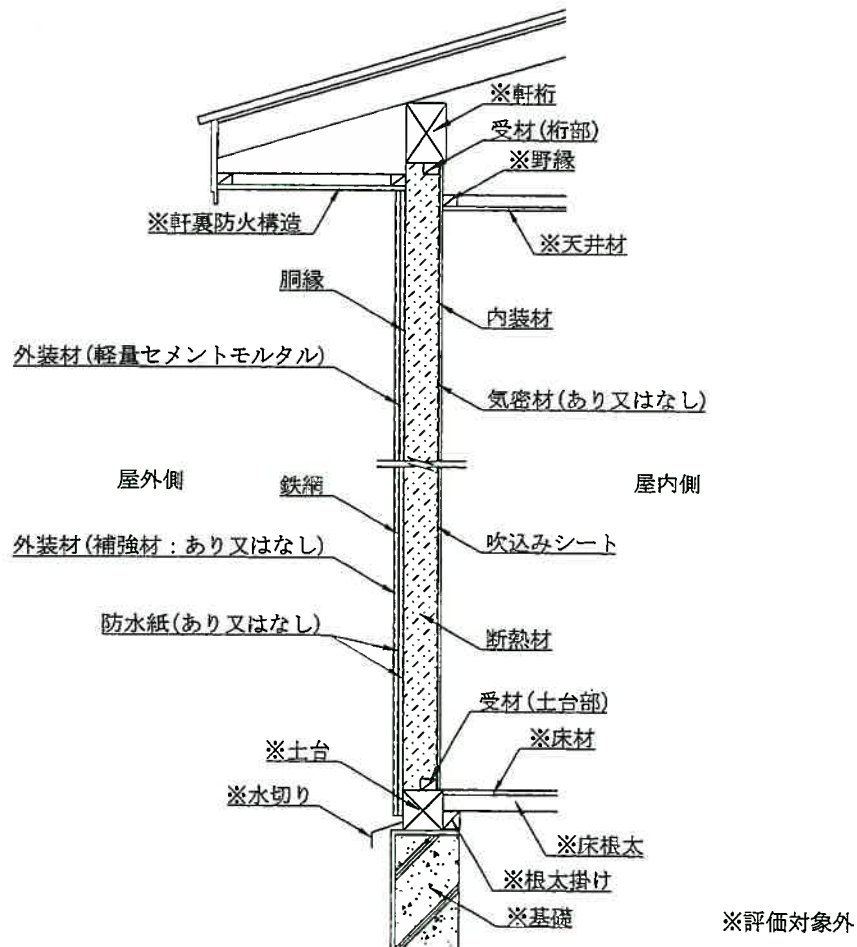 ※軒桁
受材(桁部)
※野縁
※軒裏防火構造
※天井材
胴縁
内装材
外装材(軽量セメントモルタル)
気密材(あり又はなし)
屋外側
鉄網
屋内側
外装材(補強材：あり又はなし)
吹込みシート
防水紙(あり又はなし)
断熱材
受材(土台部)
※床材
※土台
※水切り
※床根太
※根太掛け
※基礎
※評価対象外